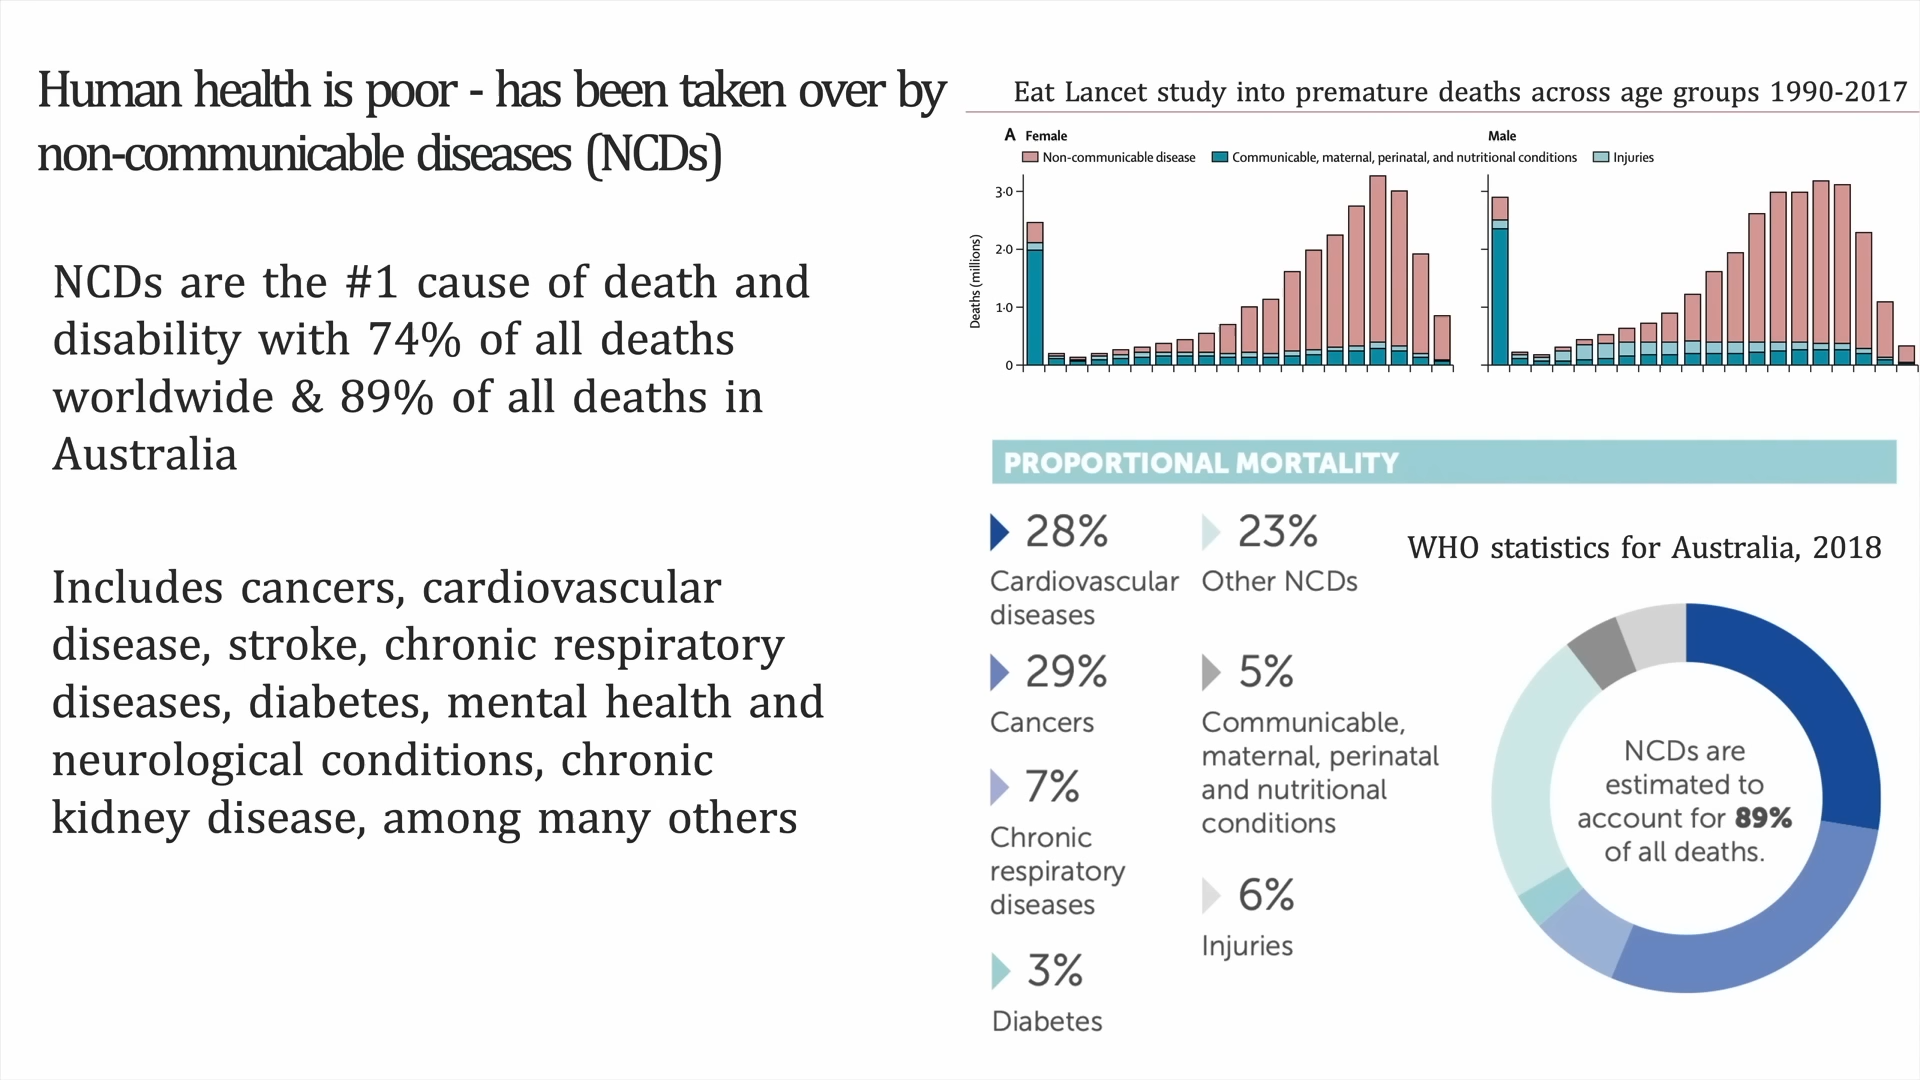 Human health is poor - has been taken over by
non-communicable diseases (NCDs)
NCDs are the #1 cause of death and
disability with 74% of all deaths
worldwide & 89% of all deaths in
Australia
Includes cancers, cardiovascular
disease, stroke, chronic respiratory
diseases, diabetes, mental health and
neurological conditions, chronic
kidney disease, among many others
Eat Lancet study into premature deaths across age groups 1990-2017
A Female
Male
Non-communicable disease
Communicable, maternal, perinatal, and nutritional conditions
Injuries
Deaths (millions)
3·0
2·0
1·0
0
PROPORTIONAL MORTALITY
28%
Cardiovascular
diseases
29%
Cancers
7%
Chronic
respiratory
diseases
3%
Diabetes
23%
Other NCDs
5%
Communicable,
maternal, perinatal
and nutritional
conditions
6%
Injuries
WHO statistics for Australia, 2018
NCDs are
estimated to
account for 89%
of all deaths.